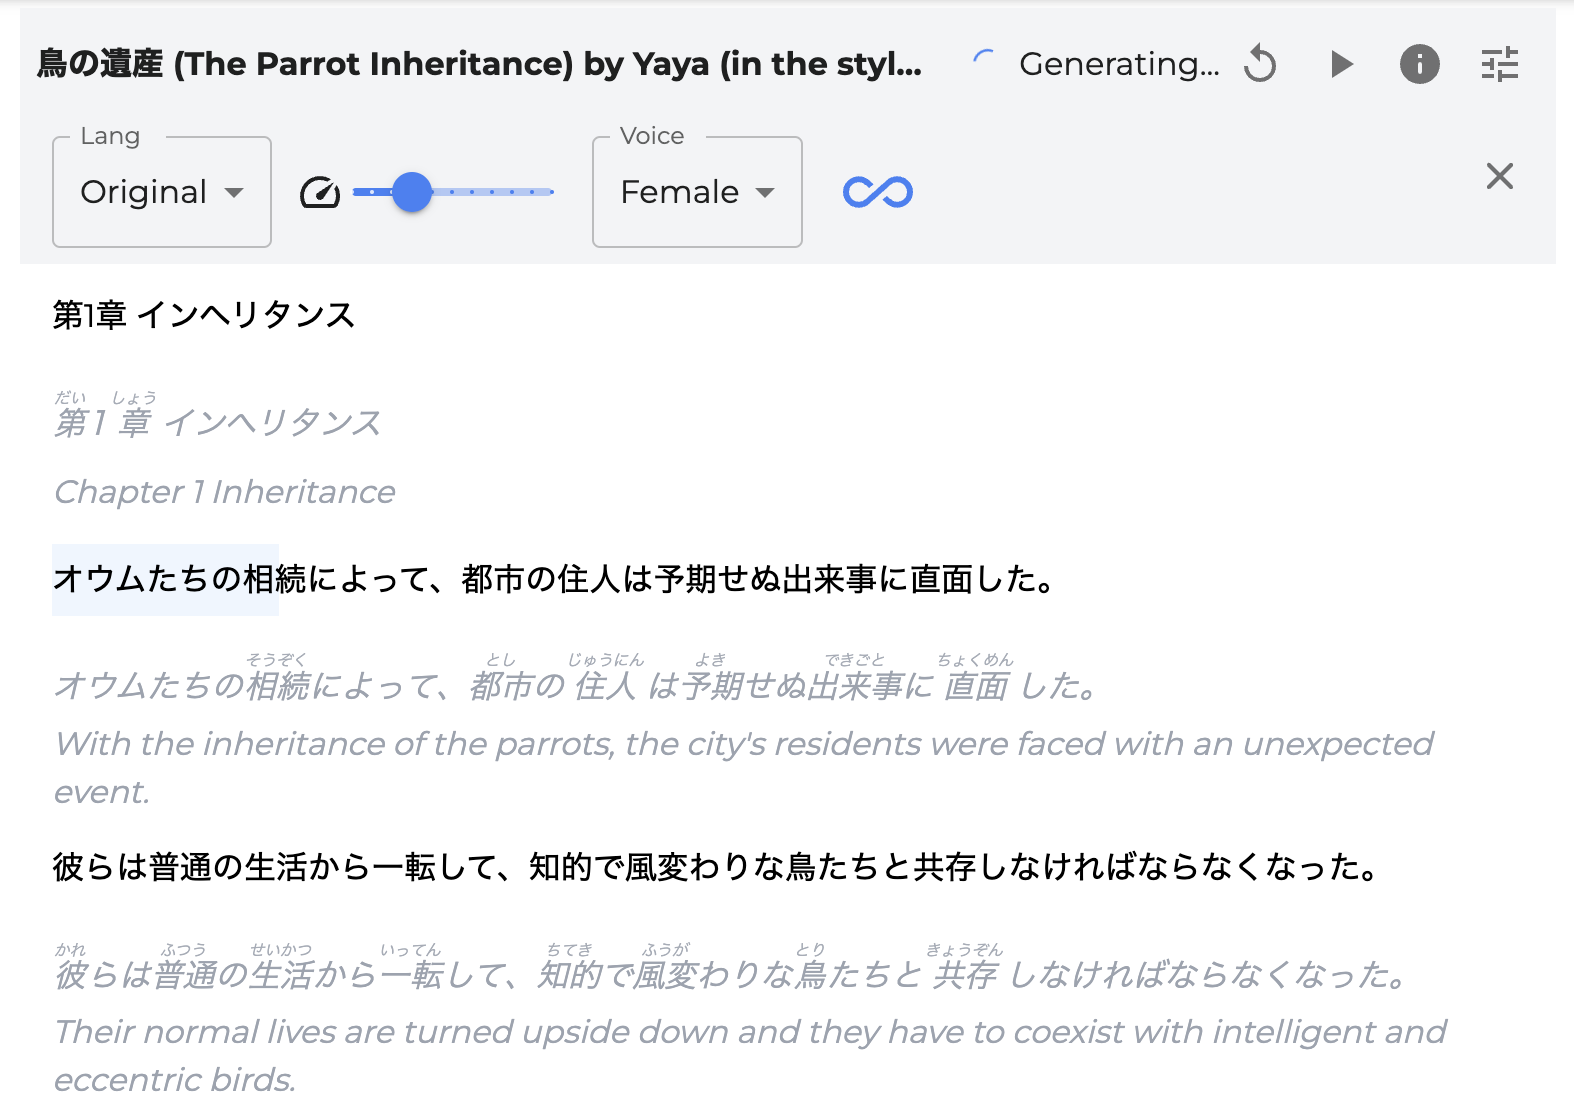 鳥の遺産 (The Parrot Inheritance) by Yaya (in the styl...
Generating...
Lang
Original
Voice
Female
第1章 インヘリタンス
だい しょう
第1章 インヘリタンス
Chapter 1 Inheritance
オウムたちの相続によって、都市の住人は予期せぬ出来事に直面した。
そうぞく とし じゅうにん よき できごと ちょくめん
オウムたちの相続によって、都市の住人は予期せぬ出来事に直面した。
With the inheritance of the parrots, the city's residents were faced with an unexpected
event.
彼らは普通の生活から一転して、知的で風変わりな鳥たちと共存しなければならなくなった。
かれ ふつう せいかつ いってん ちてき ふうが とり きょうぞん
彼らは普通の生活から一転して、知的で風変わりな鳥たちと共存しなければならなくなった。
Their normal lives are turned upside down and they have to coexist with intelligent and
eccentric birds.